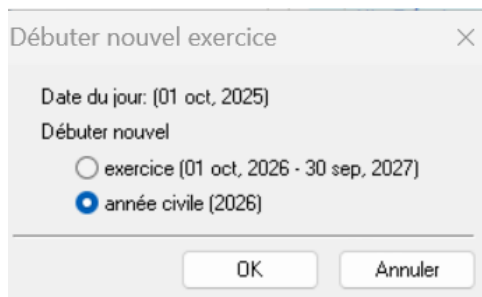 Débuter nouvel exercice
Date du jour: (01 oct, 2025)
Débuter nouvel
exercice (01 oct, 2026 - 30 sep, 2027)
année civile (2026)
OK Annuler